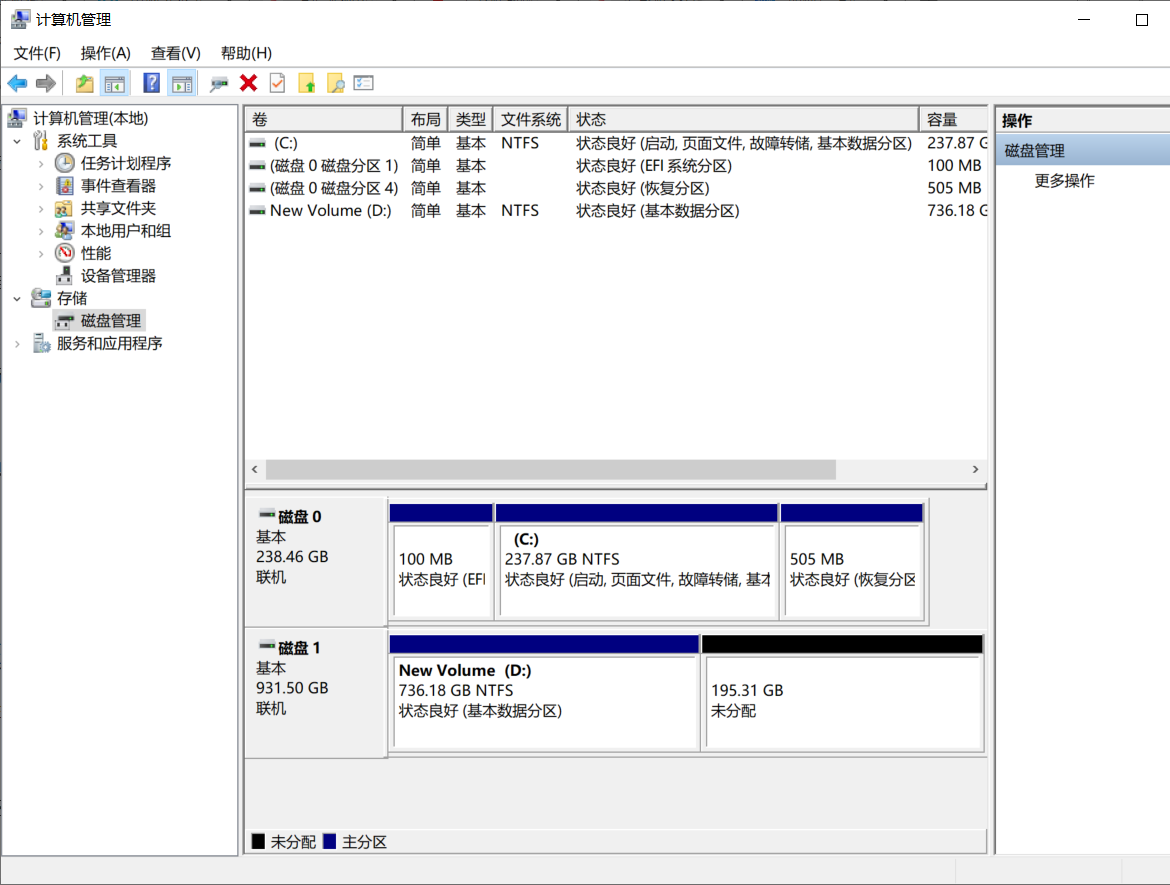 计算机管理
文件(F) 操作(A) 查看(V) 帮助(H)
计算机管理(本地)
系统工具
任务计划程序
事件查看器
共享文件夹
本地用户和组
性能
设备管理器
存储
磁盘管理
服务和应用程序
卷 布局 类型 文件系统 状态 容量
(C:) 简单 基本 NTFS 状态良好 (启动, 页面文件, 故障转储, 基本数据分区) 237.87 G
(磁盘 0 磁盘分区 1) 简单 基本 状态良好 (EFI 系统分区) 100 MB
(磁盘 0 磁盘分区 4) 简单 基本 状态良好 (恢复分区) 505 MB
New Volume (D:) 简单 基本 NTFS 状态良好 (基本数据分区) 736.18 G
磁盘 0
基本
238.46 GB
联机
100 MB
状态良好 (EFI
(C:)
237.87 GB NTFS
状态良好 (启动, 页面文件, 故障转储, 基本
505 MB
状态良好 (恢复分区
磁盘 1
基本
931.50 GB
联机
New Volume (D:)
736.18 GB NTFS
状态良好 (基本数据分区)
195.31 GB
未分配
未分配 主分区
操作
磁盘管理
更多操作